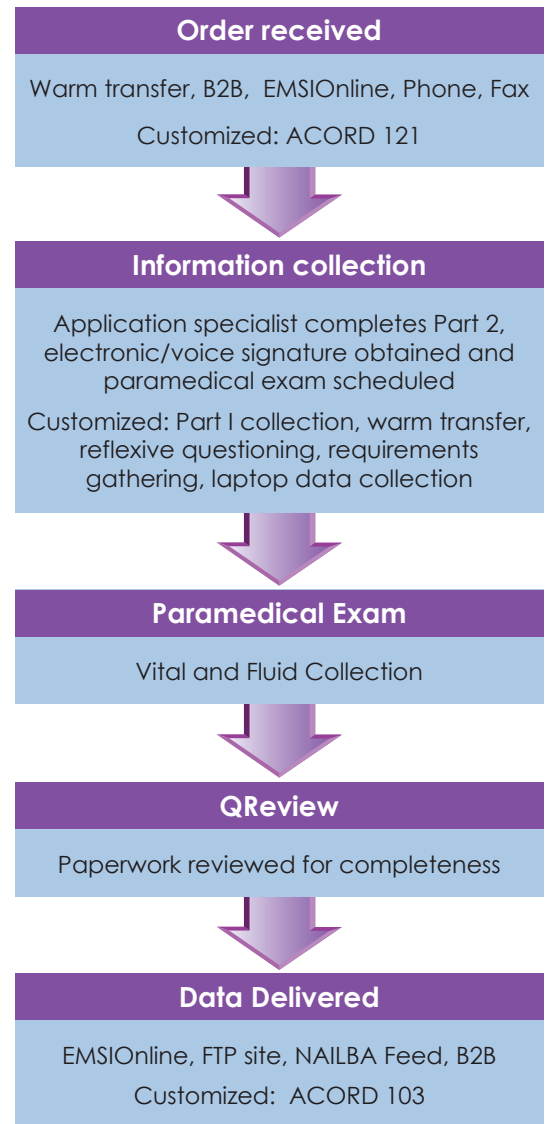 Order received
Warm transfer, B2B, EMSIOnline, Phone, Fax
Customized: ACORD 121
Information collection
Application specialist completes Part 2,
electronic/voice signature obtained and
paramedical exam scheduled
Customized: Part I collection, warm transfer,
reflexive questioning, requirements
gathering, laptop data collection
Paramedical Exam
Vital and Fluid Collection
QReview
Paperwork reviewed for completeness
Data Delivered
EMSIOnline, FTP site, NAILBA Feed, B2B
Customized: ACORD 103